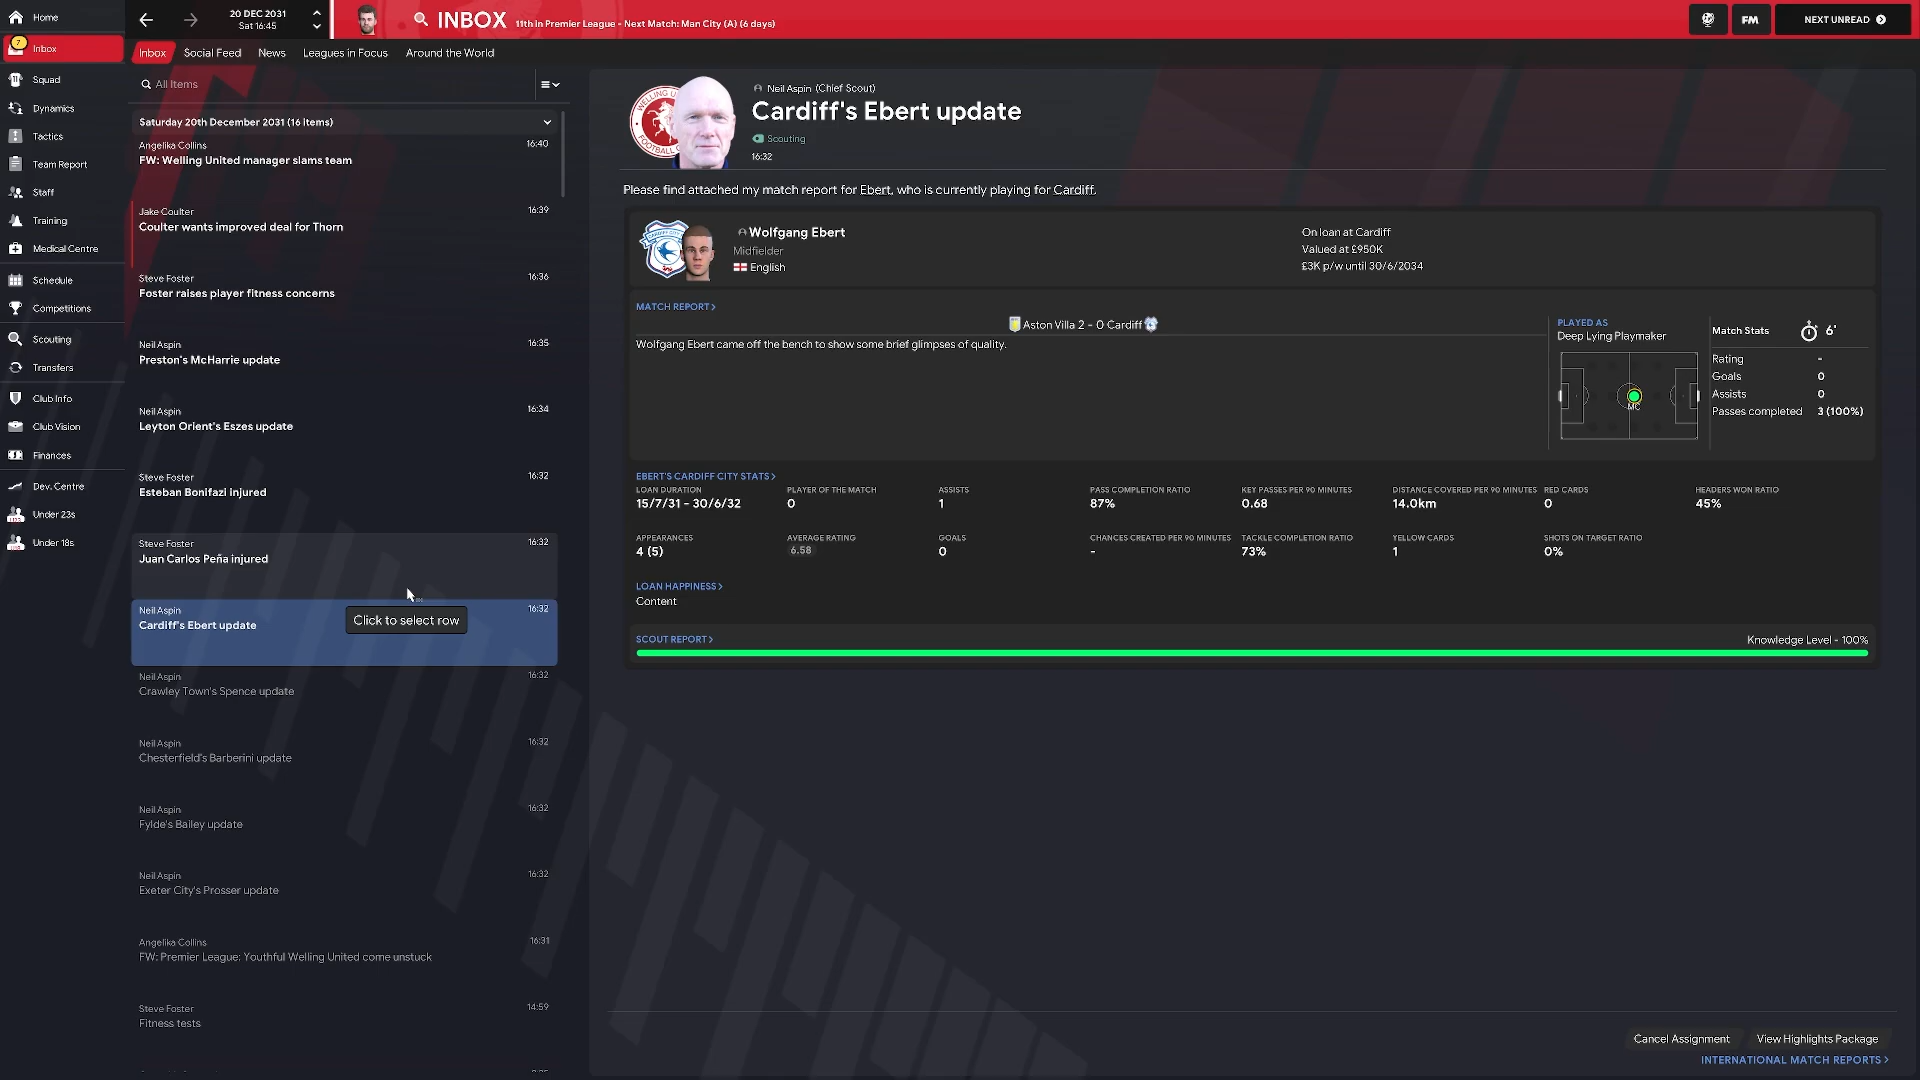 Home
Inbox
7
Squad
Dynamics
Tactics
Team Report
Staff
Training
Medical Centre
Schedule
Competitions
Scouting
Transfers
Club Info
Club Vision
Finances
Dev. Centre
Under 23s
Under 18s
20 DEC 2031
Sat 16:45
INBOX
11th in Premier League - Next Match: Man City (A) (6 days)
FM
NEXT UNREAD
Inbox Social Feed News Leagues in Focus Around the World
All Items
Saturday 20th December 2031 (16 items)
Angelika Collins 16:40
FW: Welling United manager slams team
Jake Coulter 16:39
Coulter wants improved deal for Thorn
Steve Foster 16:36
Foster raises player fitness concerns
Neil Aspin 16:35
Preston's McHarrie update
Neil Aspin 16:34
Leyton Orient's Eszes update
Steve Foster 16:32
Esteban Bonifazi injured
Steve Foster 16:32
Juan Carlos Peña injured
Neil Aspin 16:32
Cardiff's Ebert update
Click to select row
Neil Aspin 16:32
Crawley Town's Spence update
Neil Aspin 16:32
Chesterfield's Barberini update
Neil Aspin 16:32
Fylde's Bailey update
Neil Aspin 16:32
Exeter City's Prosser update
Angelika Collins 16:31
FW: Premier League: Youthful Welling United come unstuck
Steve Foster 14:59
Fitness tests
Neil Aspin (Chief Scout)
Cardiff's Ebert update
Scouting
16:32
Please find attached my match report for Ebert, who is currently playing for Cardiff.
Wolfgang Ebert
Midfielder
English
On loan at Cardiff
Valued at £950K
£3K p/w until 30/6/2034
MATCH REPORT >
Aston Villa 2 - 0 Cardiff
Wolfgang Ebert came off the bench to show some brief glimpses of quality.
PLAYED AS
Deep Lying Playmaker
MC
Match Stats 6'
Rating -
Goals 0
Assists 0
Passes completed 3 (100%)
EBERT'S CARDIFF CITY STATS >
LOAN DURATION PLAYER OF THE MATCH ASSISTS PASS COMPLETION RATIO KEY PASSES PER 90 MINUTES DISTANCE COVERED PER 90 MINUTES RED CARDS HEADERS WON RATIO
15/7/31 - 30/6/32 0 1 87% 0.68 14.0km 0 45%
APPEARANCES AVERAGE RATING GOALS CHANCES CREATED PER 90 MINUTES TACKLE COMPLETION RATIO YELLOW CARDS SHOTS ON TARGET RATIO
4 (5) 6.58 0 - 73% 1 0%
LOAN HAPPINESS >
Content
SCOUT REPORT >
Knowledge Level - 100%
Cancel Assignment View Highlights Package
INTERNATIONAL MATCH REPORTS >